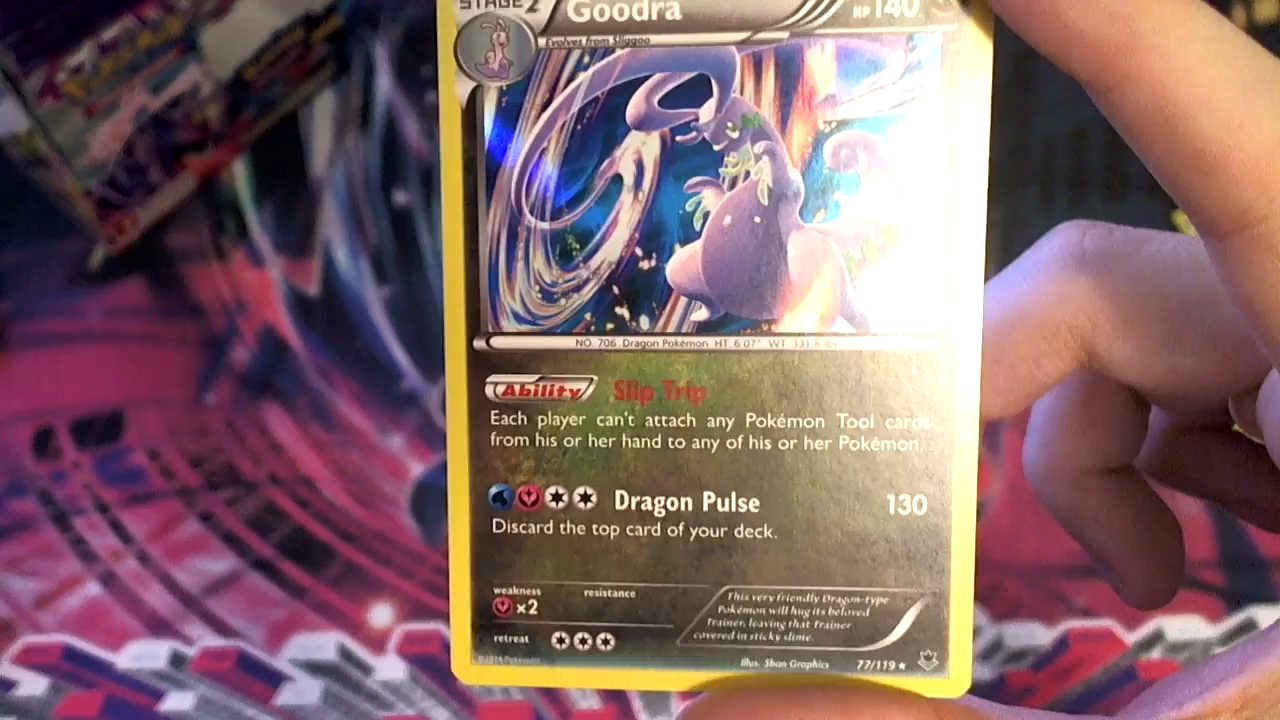 STAGE 2 Goodra HP 140
Evolves from Sliggoo
NO. 706 Dragon Pokémon HT. 6'07" WT. 331.8 lbs.
Ability Slip Trip
Each player can't attach any Pokémon Tool cards
from his or her hand to any of his or her Pokémon.
Dragon Pulse 130
Discard the top card of your deck.
weakness resistance
×2
retreat
This very friendly Dragon-type
Pokémon will hug its beloved
Trainer, leaving that Trainer
covered in sticky slime.
©2014 Pokémon
Illus. 5ban Graphics 77/119